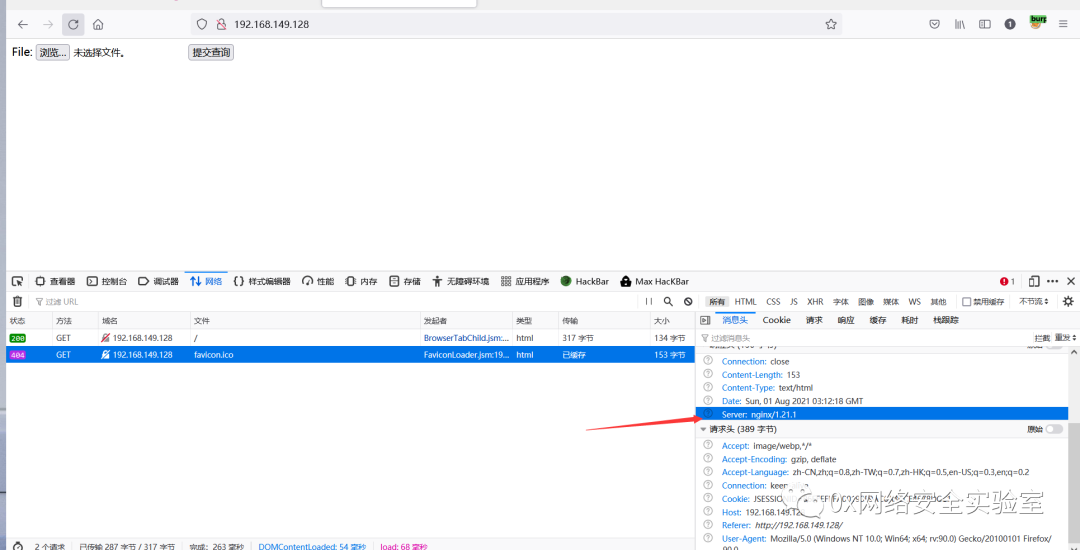 192.168.149.128
1
burp
File: 浏览... 未选择文件。 提交查询
查看器 控制台 调试器 网络 样式编辑器 性能 内存 存储 无障碍环境 应用程序 HackBar Max HacKBar 1
过滤 URL 所有 HTML CSS JS XHR 字体 图像 媒体 WS 其他 禁用缓存 不节流
状态 方法 域名 文件 发起者 类型 传输 大小
消息头 Cookie 请求 响应 缓存 耗时 栈跟踪
200 GET 192.168.149.128 / BrowserTabChild.jsm:... html 317 字节 134 字节
过滤消息头 拦截 重发
404 GET 192.168.149.128 favicon.ico FaviconLoader.jsm:19... html 已缓存 153 字节
Connection: close
Content-Length: 153
Content-Type: text/html
Date: Sun, 01 Aug 2021 03:12:18 GMT
Server: nginx/1.21.1
请求头 (389 字节) 原始
Accept: image/webp,*/*
Accept-Encoding: gzip, deflate
Accept-Language: zh-CN,zh;q=0.8,zh-TW;q=0.7,zh-HK;q=0.5,en-US;q=0.3,en;q=0.2
Connection:
Cookie:
Host: 192.168.149.128
Referer: http://192.168.149.128/
User-Agent: Mozilla/5.0 (Windows NT 10.0; Win64; x64; rv:90.0) Gecko/20100101 Firefox/
90.0
0x网络安全实验室
2 个请求 已传输 287 字节 / 317 字节 完成: 263 毫秒 DOMContentLoaded: 54 毫秒 load: 68 毫秒